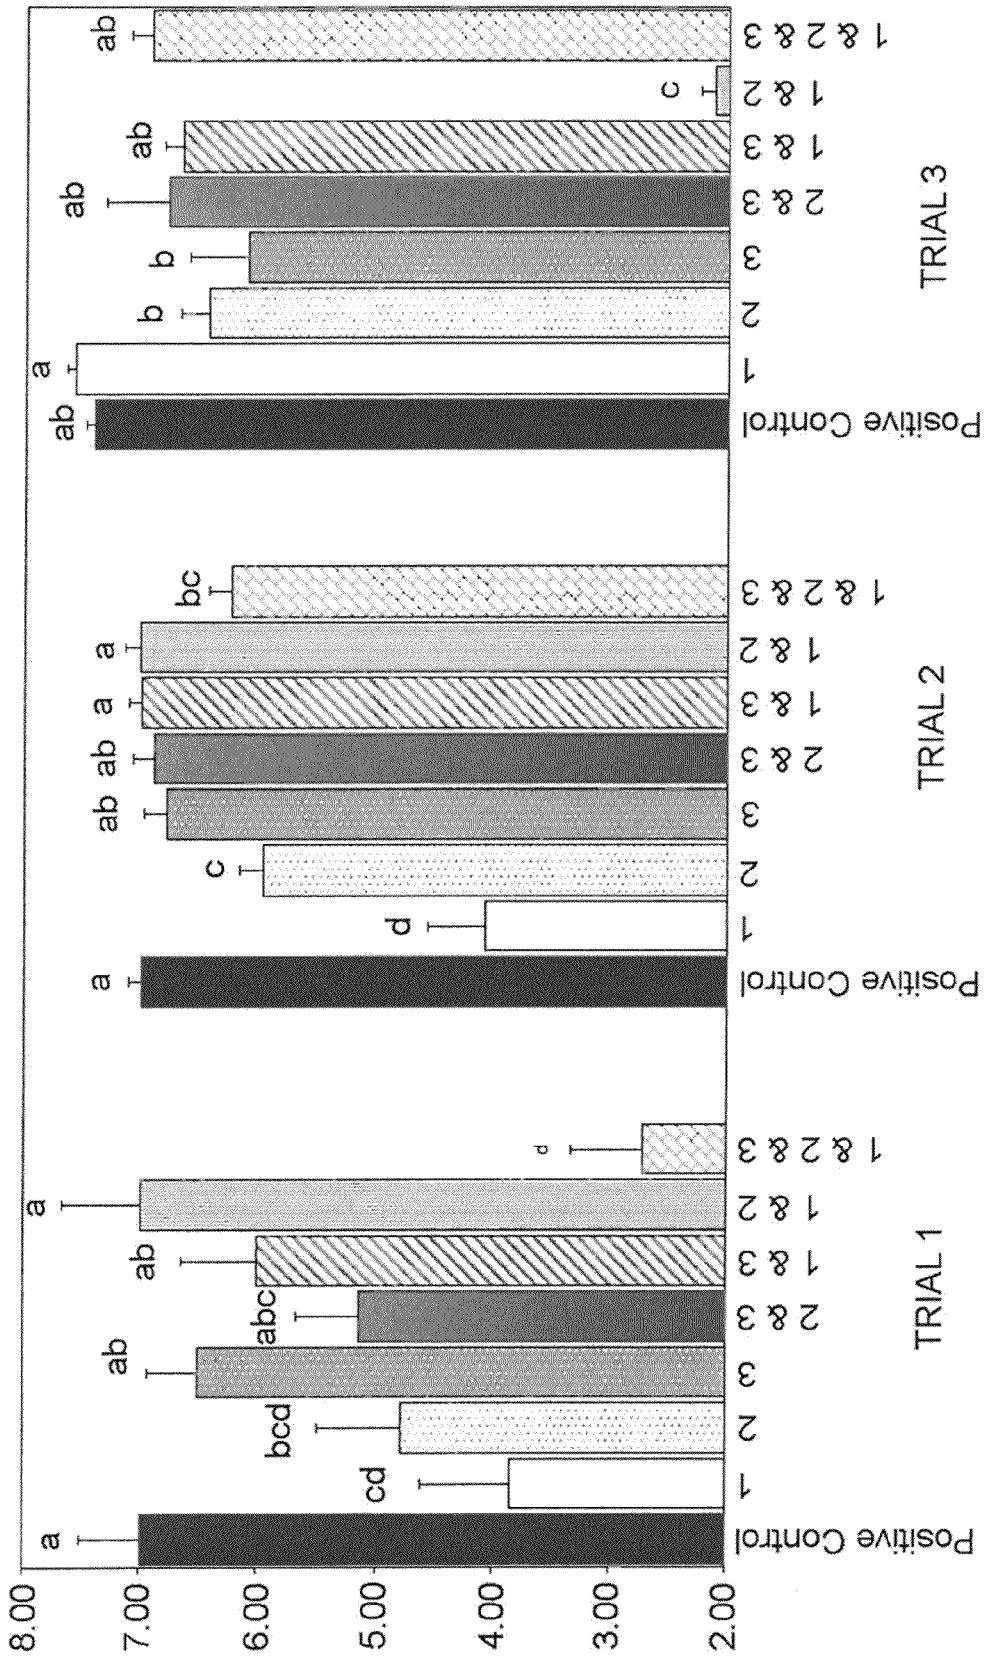 8.00
7.00
6.00
5.00
4.00
3.00
2.00
a
cd
bcd
ab
abc
ab
a
d
a
d
c
ab
ab
a
a
bc
ab
a
b
b
ab
ab
c
ab
Positive Control
1
2
3
2 & 3
1 & 3
1 & 2
1 & 2 & 3
Positive Control
1
2
3
2 & 3
1 & 3
1 & 2
1 & 2 & 3
Positive Control
1
2
3
2 & 3
1 & 3
1 & 2
1 & 2 & 3
TRIAL 1
TRIAL 2
TRIAL 3